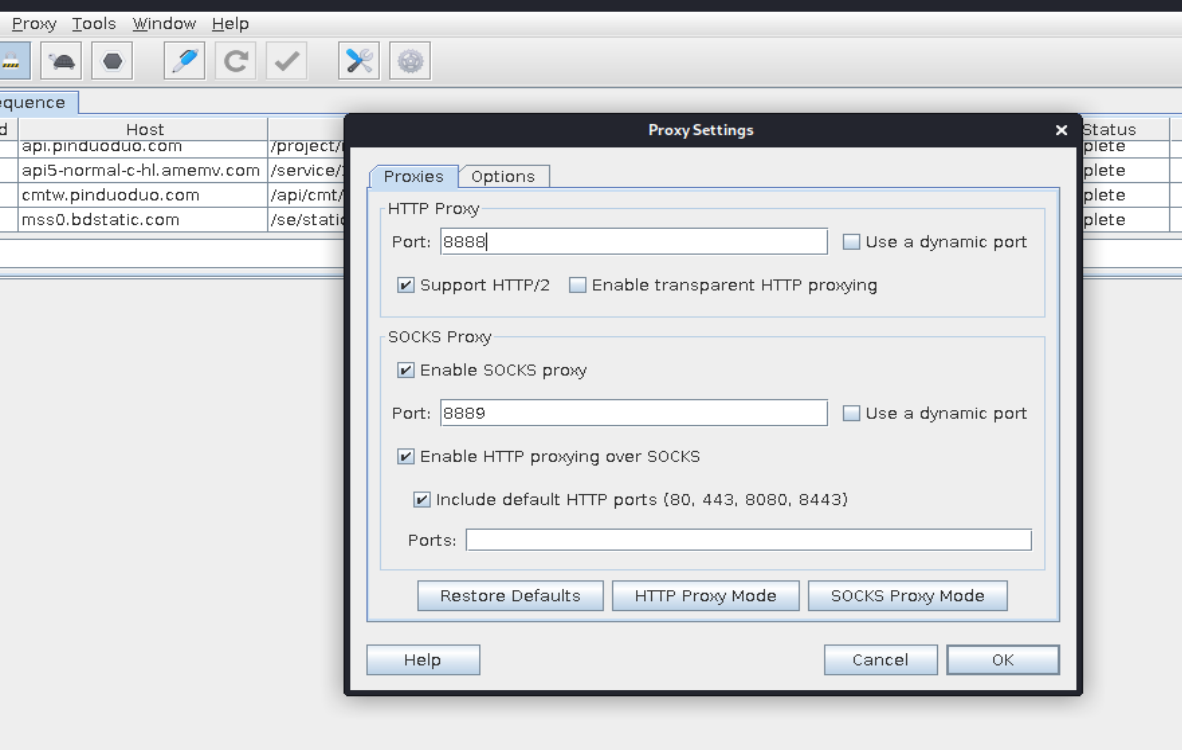 Proxy Tools Window Help
equence
d Host Status
api.pinduoduo.com /project/ plete
api5-normal-c-hl.amemv.com /service/ plete
cmtw.pinduoduo.com /api/cmt/ plete
mss0.bdstatic.com /se/static plete
Proxy Settings
Proxies Options
HTTP Proxy
Port: 8888 Use a dynamic port
Support HTTP/2 Enable transparent HTTP proxying
SOCKS Proxy
Enable SOCKS proxy
Port: 8889 Use a dynamic port
Enable HTTP proxying over SOCKS
Include default HTTP ports (80, 443, 8080, 8443)
Ports:
Restore Defaults HTTP Proxy Mode SOCKS Proxy Mode
Help Cancel OK